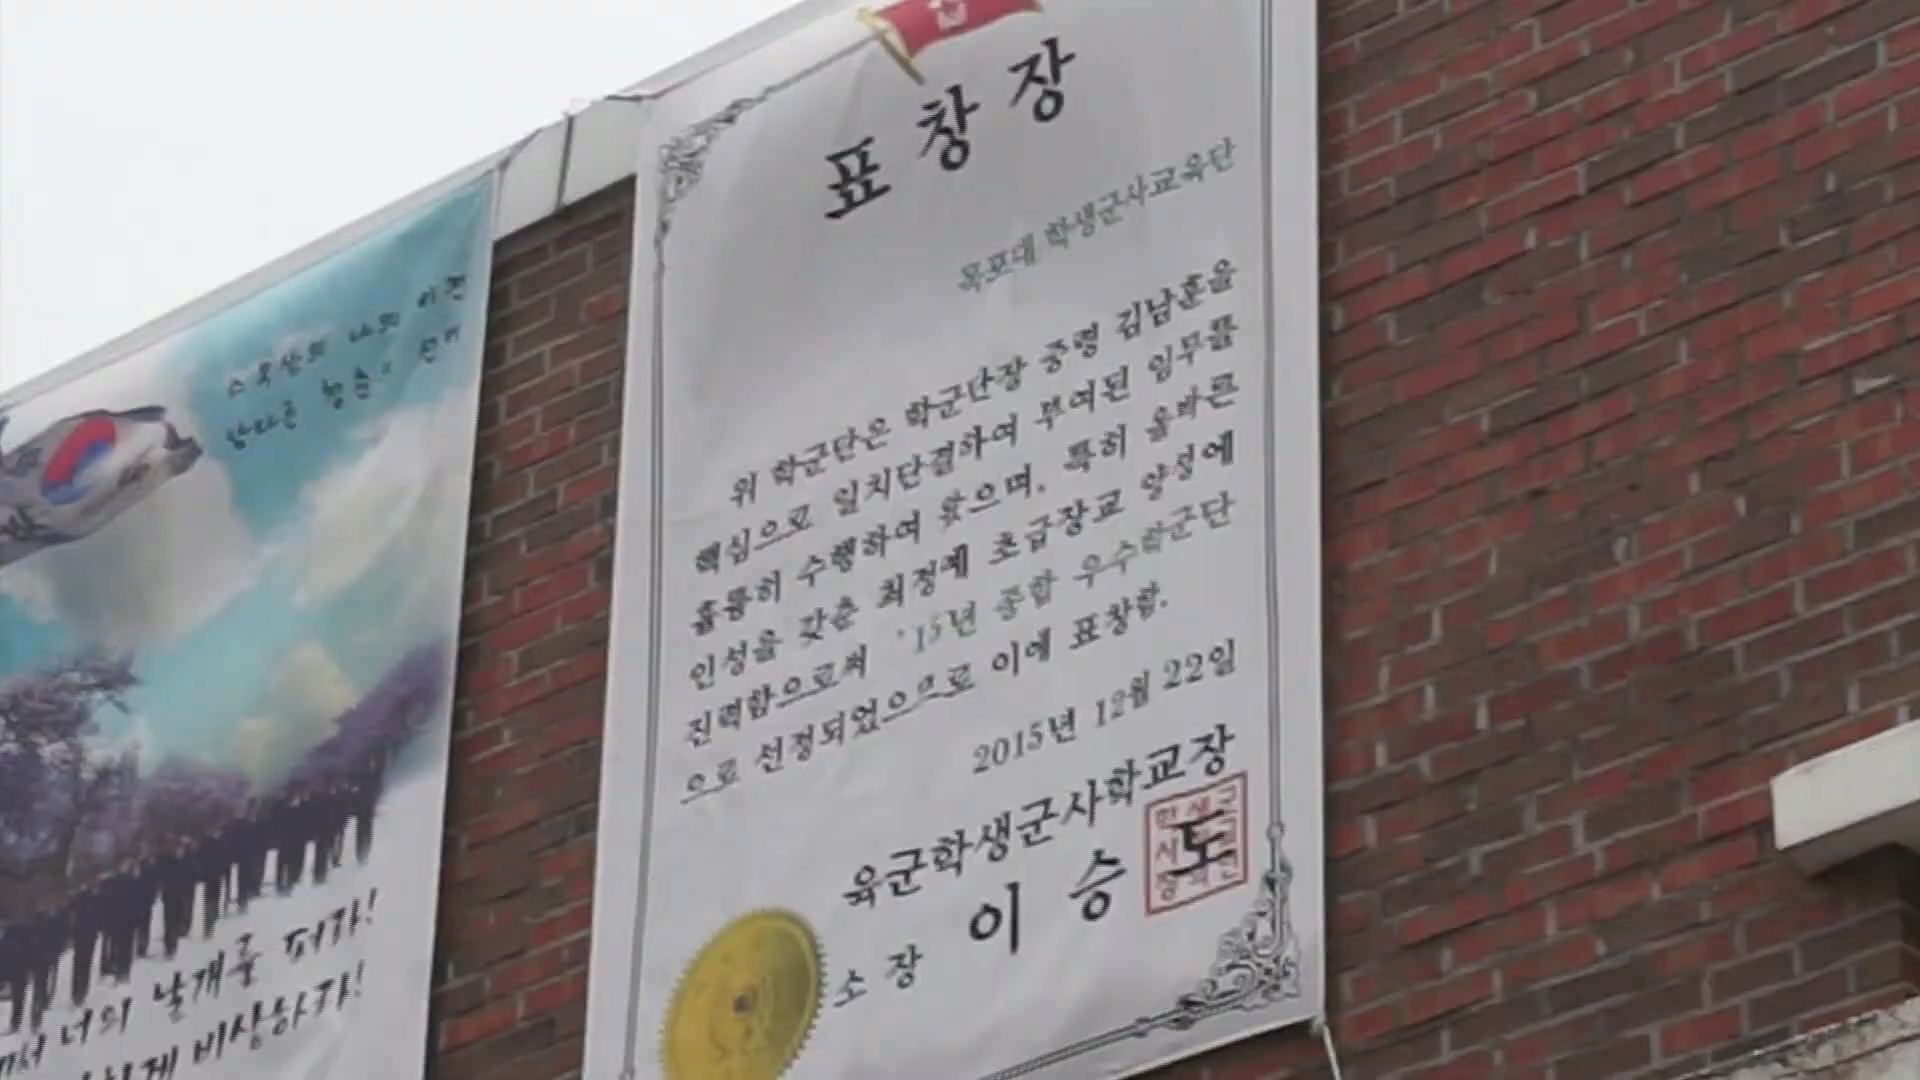 표창장
목포대 학생군사교육단
위 학군단은 학군단장 중령 김남훈을
핵심으로 일치단결하여 부여된 임무를
훌륭히 수행하여 왔으며, 특히 올바른
인성을 갖춘 최정예 초급장교 양성에
진력함으로써 '15년 종합 우수학군단
으로 선정되었으므로 이에 표창함.
2015년 12월 22일
육군학생군사학교장
소장 이승도
너의 날개를 펴라!
비상하자!